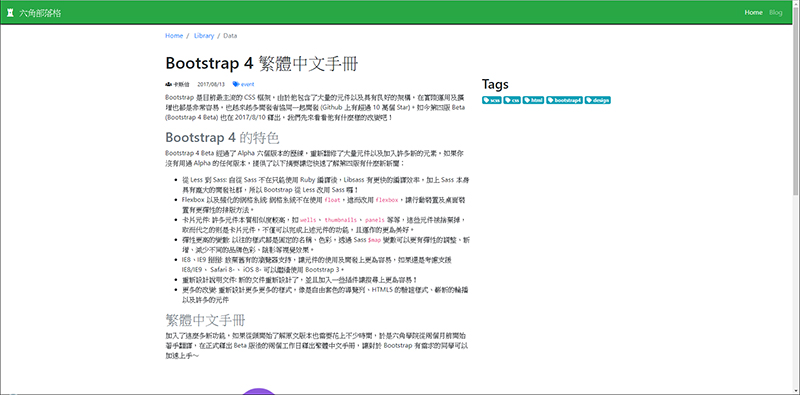 六角部落格
Home Blog
Home / Library / Data
Bootstrap 4 繁體中文手冊
卡斯伯 2017/08/13 event
Bootstrap 是目前最主流的 CSS 框架，由於他包含了大量的元件以及具有良好的架構，在實際運用及擴
增也都是非常容易，也越來越多開發者協同一起開發 (Github 上有超過 10 萬個 Star)。如今第四版 Beta
(Bootstrap 4 Beta) 也在 2017/8/10 釋出，我們先來看看他有什麼樣的改變吧！
Tags
scss css html bootstrap4 design
Bootstrap 4 的特色
Bootstrap 4 Beta 經過了 Alpha 六個版本的歷練，重新翻修了大量元件以及加入許多新的元素，如果你
沒有用過 Alpha 的任何版本，提供了以下摘要讓您快速了解第四版有什麼新新聞：
從 Less 到 Sass: 自從 Sass 不在只能使用 Ruby 編譯後，Libsass 有更快的編譯效率，加上 Sass 本身
具有龐大的開發社群，所以 Bootstrap 從 Less 改用 Sass 囉！
Flexbox 以及強化的網格系統: 網格系統不在使用 float，進而改用 flexbox，讓行動裝置及桌面裝
置有更彈性的排版方法。
卡片元件: 許多元件本質相似度較高，如 wells、thumbnails、panels 等等，這些元件被捨棄掉，
取而代之的則是卡片元件，不僅可以完成上述元件的功能，且運作的更為美好。
彈性更高的變數: 以往的樣式都是固定的名稱、色彩，透過 Sass $map 變數可以更有彈性的調整、新
增、減少不同的品牌色彩、陰影等視覺效果。
IE8、IE9 掰掰: 放棄舊有的瀏覽器支持，讓元件的使用及開發上更為容易，如果還是考慮支援
IE8/IE9、Safari 8-、iOS 8- 可以繼續使用 Bootstrap 3。
重新設計說明文件: 新的文件重新設計了，並且加入一些插件讓搜尋上更為容易！
更多的改變: 重新設計更多更多的樣式，像是自由套色的導覽列、HTML5 的驗證樣式、嶄新的輪播
以及許多的元件
繁體中文手冊
加入了這麼多新功能，如果從頭開始了解原文版本也需要花上不少時間，於是六角學院從兩個月前開始
著手翻譯，在正式釋出 Beta 版後的兩個工作日釋出繁體中文手冊，讓對於 Bootstrap 有需求的同學可以
加速上手～